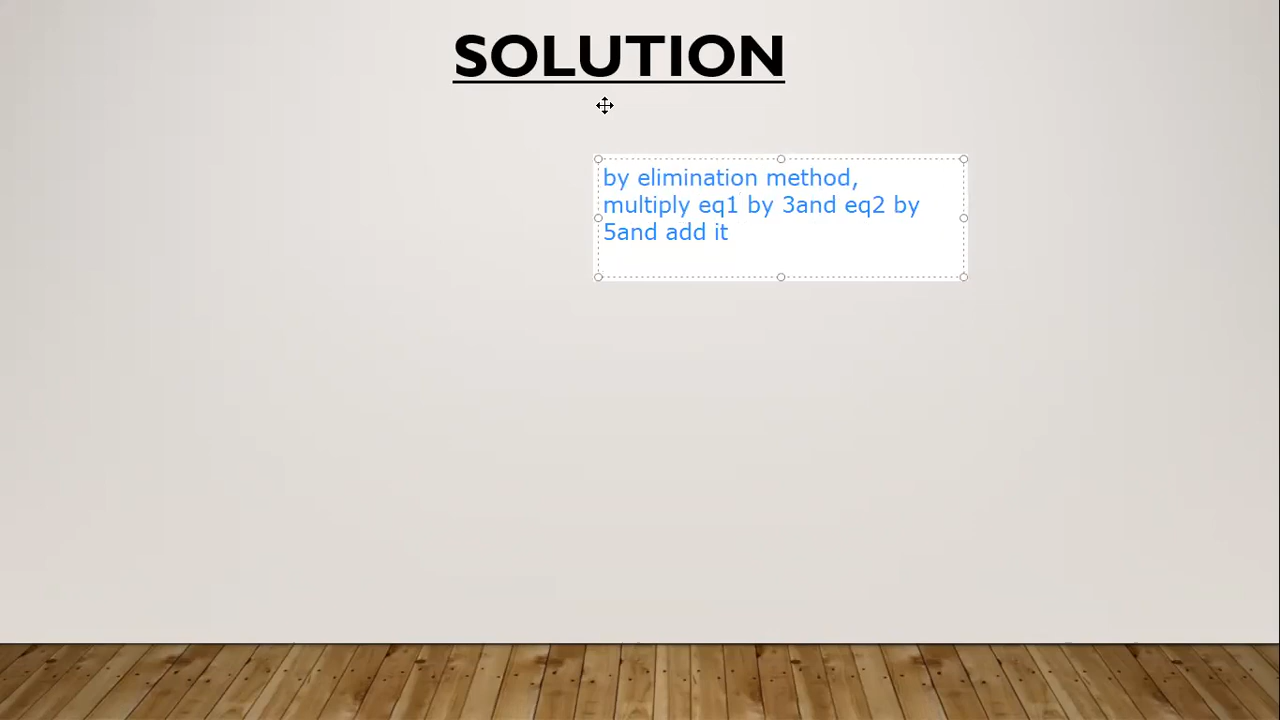 SOLUTION
by elimination method,
multiply eq1 by 3and eq2 by
5and add it